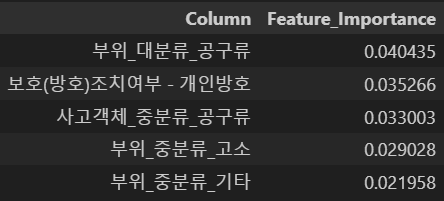 Column Feature_Importance
부위_대분류_공구류 0.040435
보호(방호)조치여부 - 개인방호 0.035266
사고객체_중분류_공구류 0.033003
부위_중분류_고소 0.029028
부위_중분류_기타 0.021958